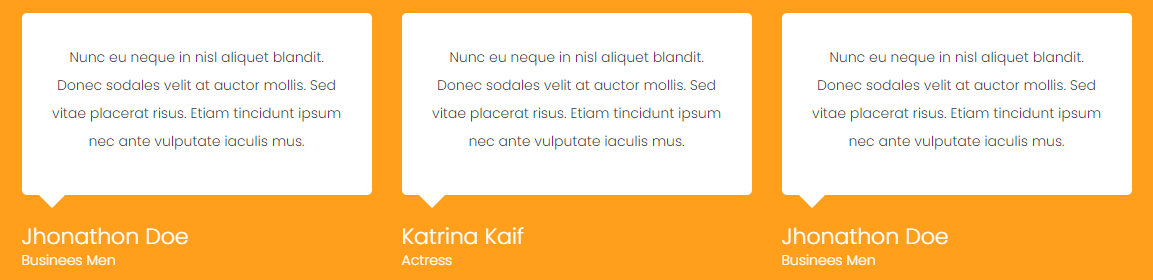 Nunc eu neque in nisl aliquet blandit.
Donec sodales velit at auctor mollis. Sed
vitae placerat risus. Etiam tincidunt ipsum
nec ante vulputate iaculis mus.
Jhonathon Doe
Businees Men
Nunc eu neque in nisl aliquet blandit.
Donec sodales velit at auctor mollis. Sed
vitae placerat risus. Etiam tincidunt ipsum
nec ante vulputate iaculis mus.
Katrina Kaif
Actress
Nunc eu neque in nisl aliquet blandit.
Donec sodales velit at auctor mollis. Sed
vitae placerat risus. Etiam tincidunt ipsum
nec ante vulputate iaculis mus.
Jhonathon Doe
Businees Men